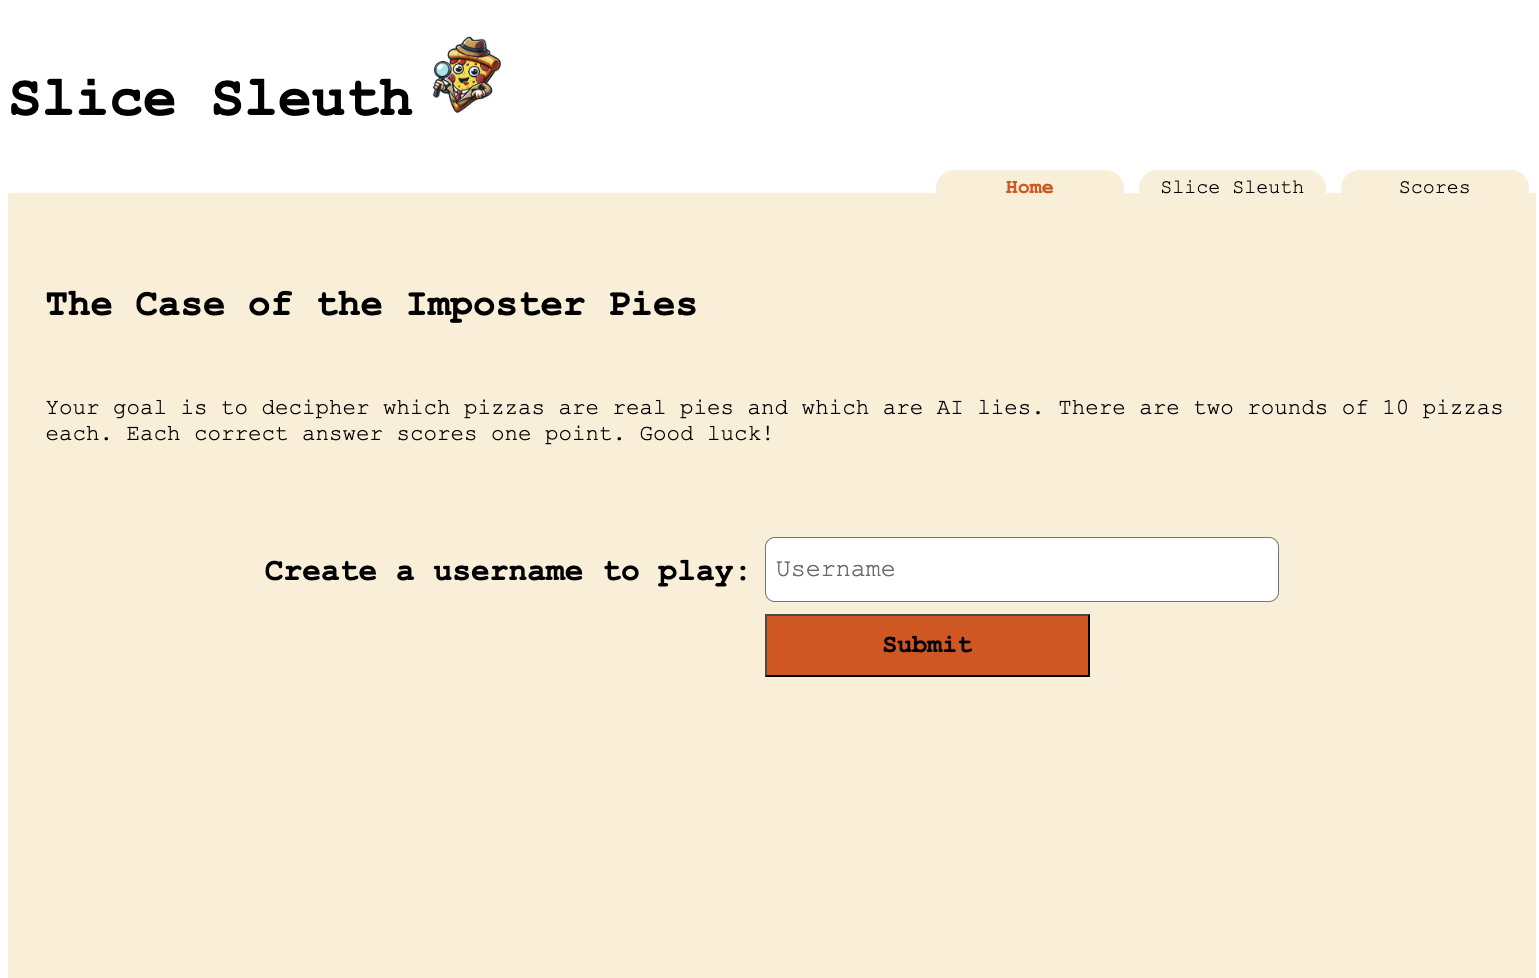 Slice Sleuth
Home
Slice Sleuth
Scores
The Case of the Imposter Pies
Your goal is to decipher which pizzas are real pies and which are AI lies. There are two rounds of 10 pizzas
each. Each correct answer scores one point. Good luck!
Create a username to play:
Username
Submit